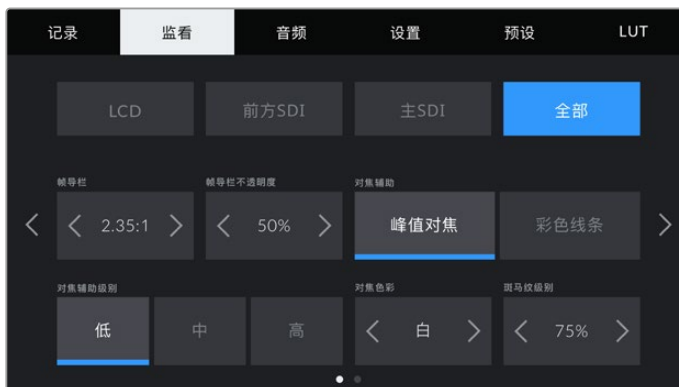 记录 监看 音频 设置 预设 LUT
LCD 前方SDI 主SDI 全部
帧导栏 帧导栏不透明度 对焦辅助
2.35:1 50% 峰值对焦 彩色线条
对焦辅助级别 对焦色彩 斑马纹级别
低 中 高 白 75%